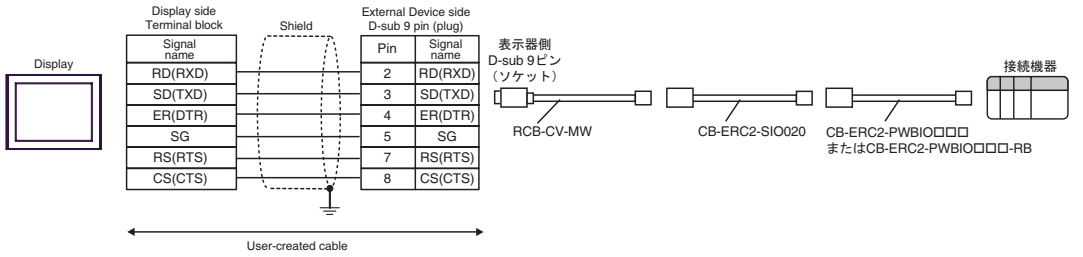 Display
Display side
Terminal block
Shield
External Device side
D-sub 9 pin (plug)
Signal
name
Pin
Signal
name
RD(RXD)
2
RD(RXD)
SD(TXD)
3
SD(TXD)
ER(DTR)
4
ER(DTR)
SG
5
SG
RS(RTS)
7
RS(RTS)
CS(CTS)
8
CS(CTS)
User-created cable
表示器側
D-sub 9ピン
（ソケット）
RCB-CV-MW
CB-ERC2-SIO020
CB-ERC2-PWBIO□□□
またはCB-ERC2-PWBIO□□□-RB
接続機器